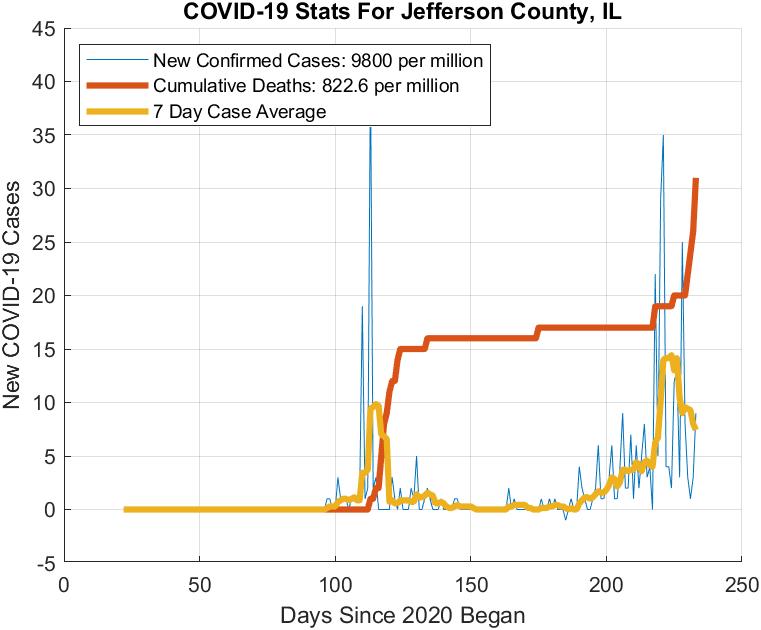 COVID-19 Stats For Jefferson County, IL
New Confirmed Cases: 9800 per million
Cumulative Deaths: 822.6 per million
7 Day Case Average
New COVID-19 Cases
45
40
35
30
25
20
15
10
5
0
-5
0 50 100 150 200 250
Days Since 2020 Began